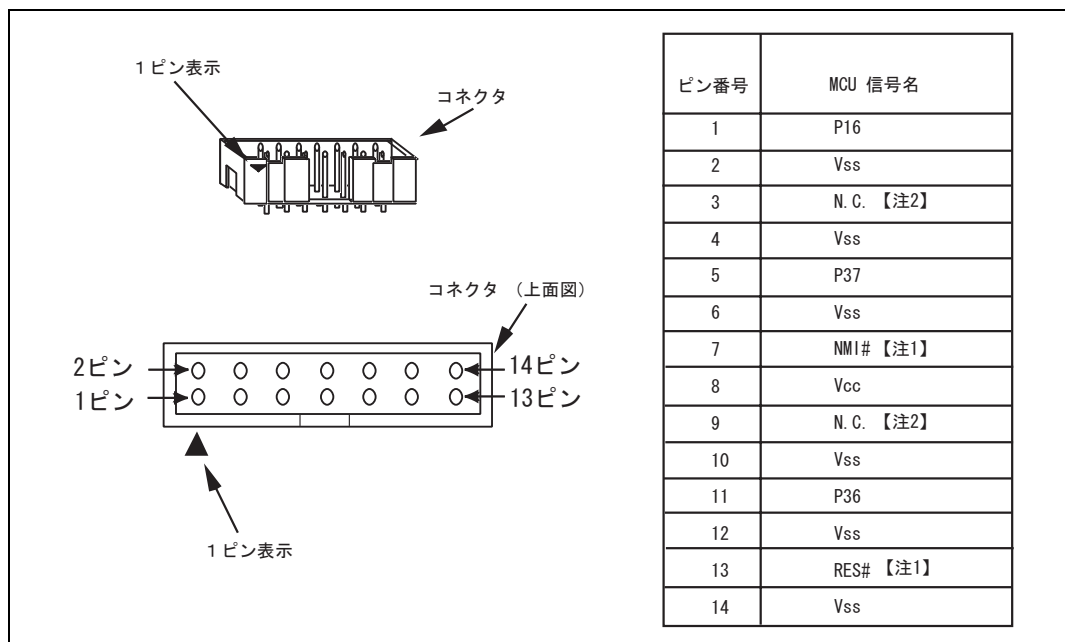 1ピン表示
コネクタ
コネクタ (上面図)
2ピン
14ピン
1ピン
13ピン
1ピン表示
ピン番号 MCU 信号名
1 P16
2 Vss
3 N.C.【注2】
4 Vss
5 P37
6 Vss
7 NMI#【注1】
8 Vcc
9 N.C.【注2】
10 Vss
11 P36
12 Vss
13 RES#【注1】
14 Vss